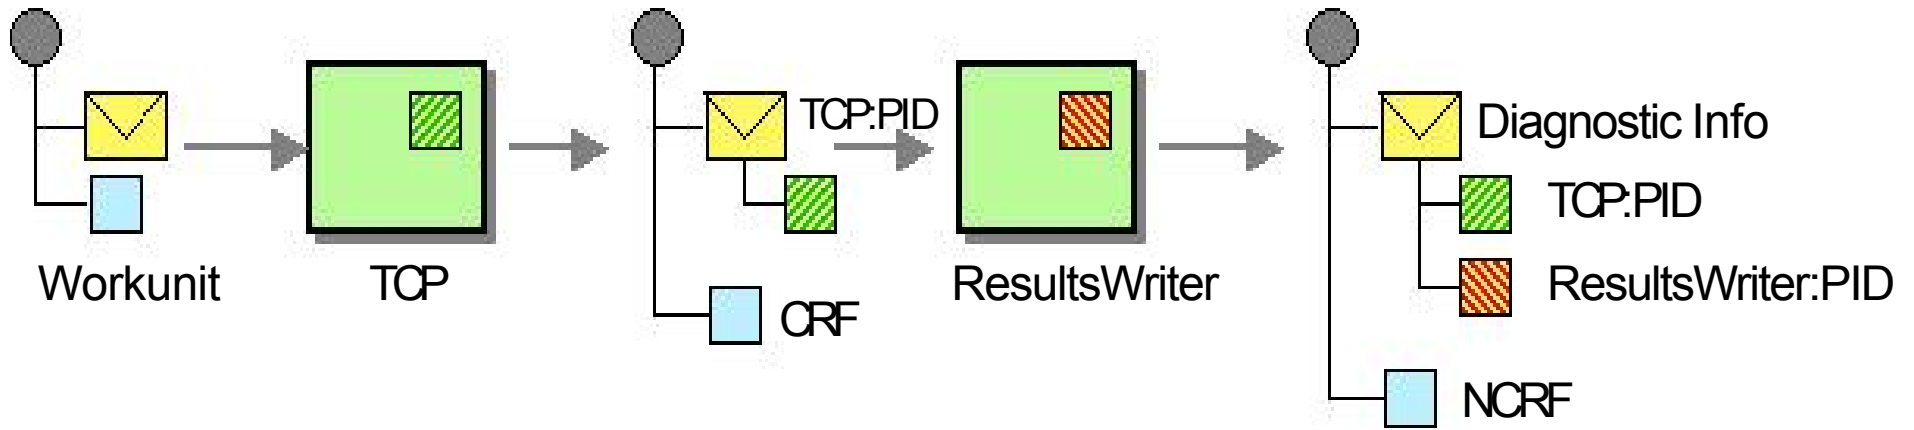 Workunit
TCP
TCP:PID
CRF
ResultsWriter
Diagnostic Info
TCP:PID
ResultsWriter:PID
NCRF